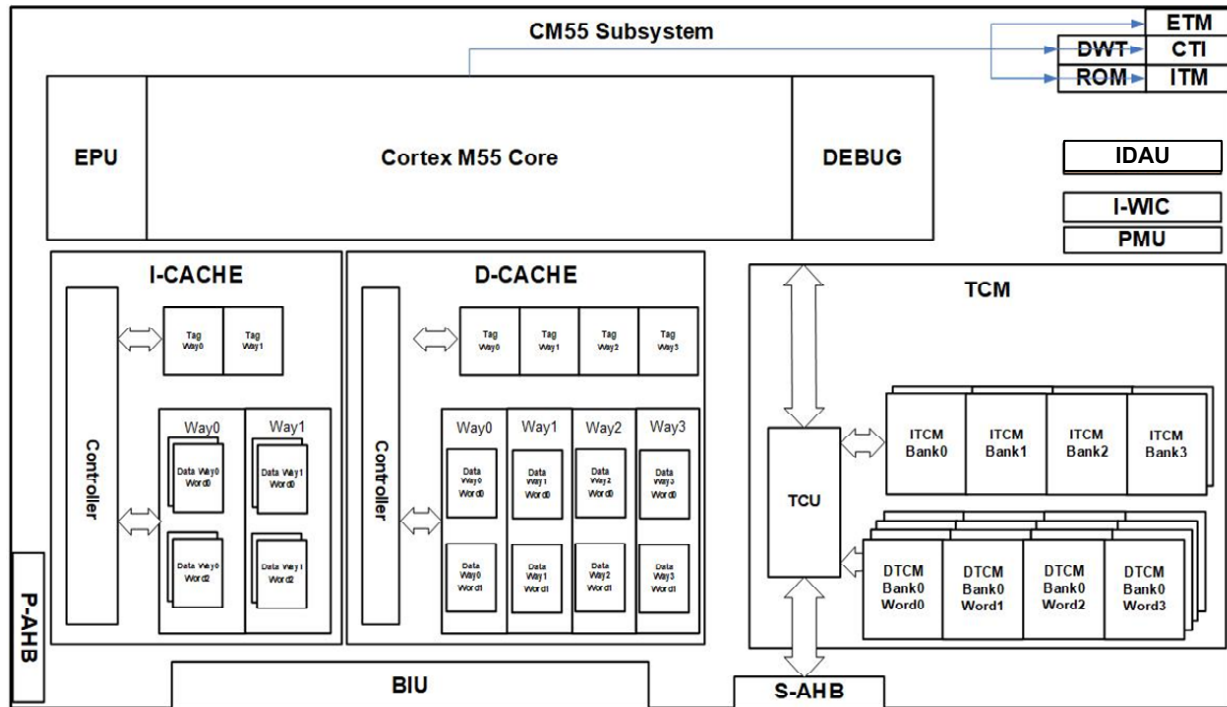 CM55 Subsystem
ETM
DWT
CTI
ROM
ITM
EPU
Cortex M55 Core
DEBUG
IDAU
I-WIC
PMU
I-CACHE
Controller
Tag
Way0
Tag
Way1
Way0
Way1
Data Way0
Word0
Data Way1
Word0
Data Way0
Word2
Data Way1
Word2
D-CACHE
Controller
Tag
Way0
Tag
Way1
Tag
Way2
Tag
Way3
Way0
Way1
Way2
Way3
Data
Way0
Word0
Data
Way1
Word0
Data
Way2
Word0
Data
Way3
Word0
Data
Way0
Word1
Data
Way1
Word1
Data
Way2
Word1
Data
Way3
Word1
TCM
TCU
ITCM
Bank0
ITCM
Bank1
ITCM
Bank2
ITCM
Bank3
DTCM
Bank0
Word0
DTCM
Bank0
Word1
DTCM
Bank0
Word2
DTCM
Bank0
Word3
P-AHB
BIU
S-AHB